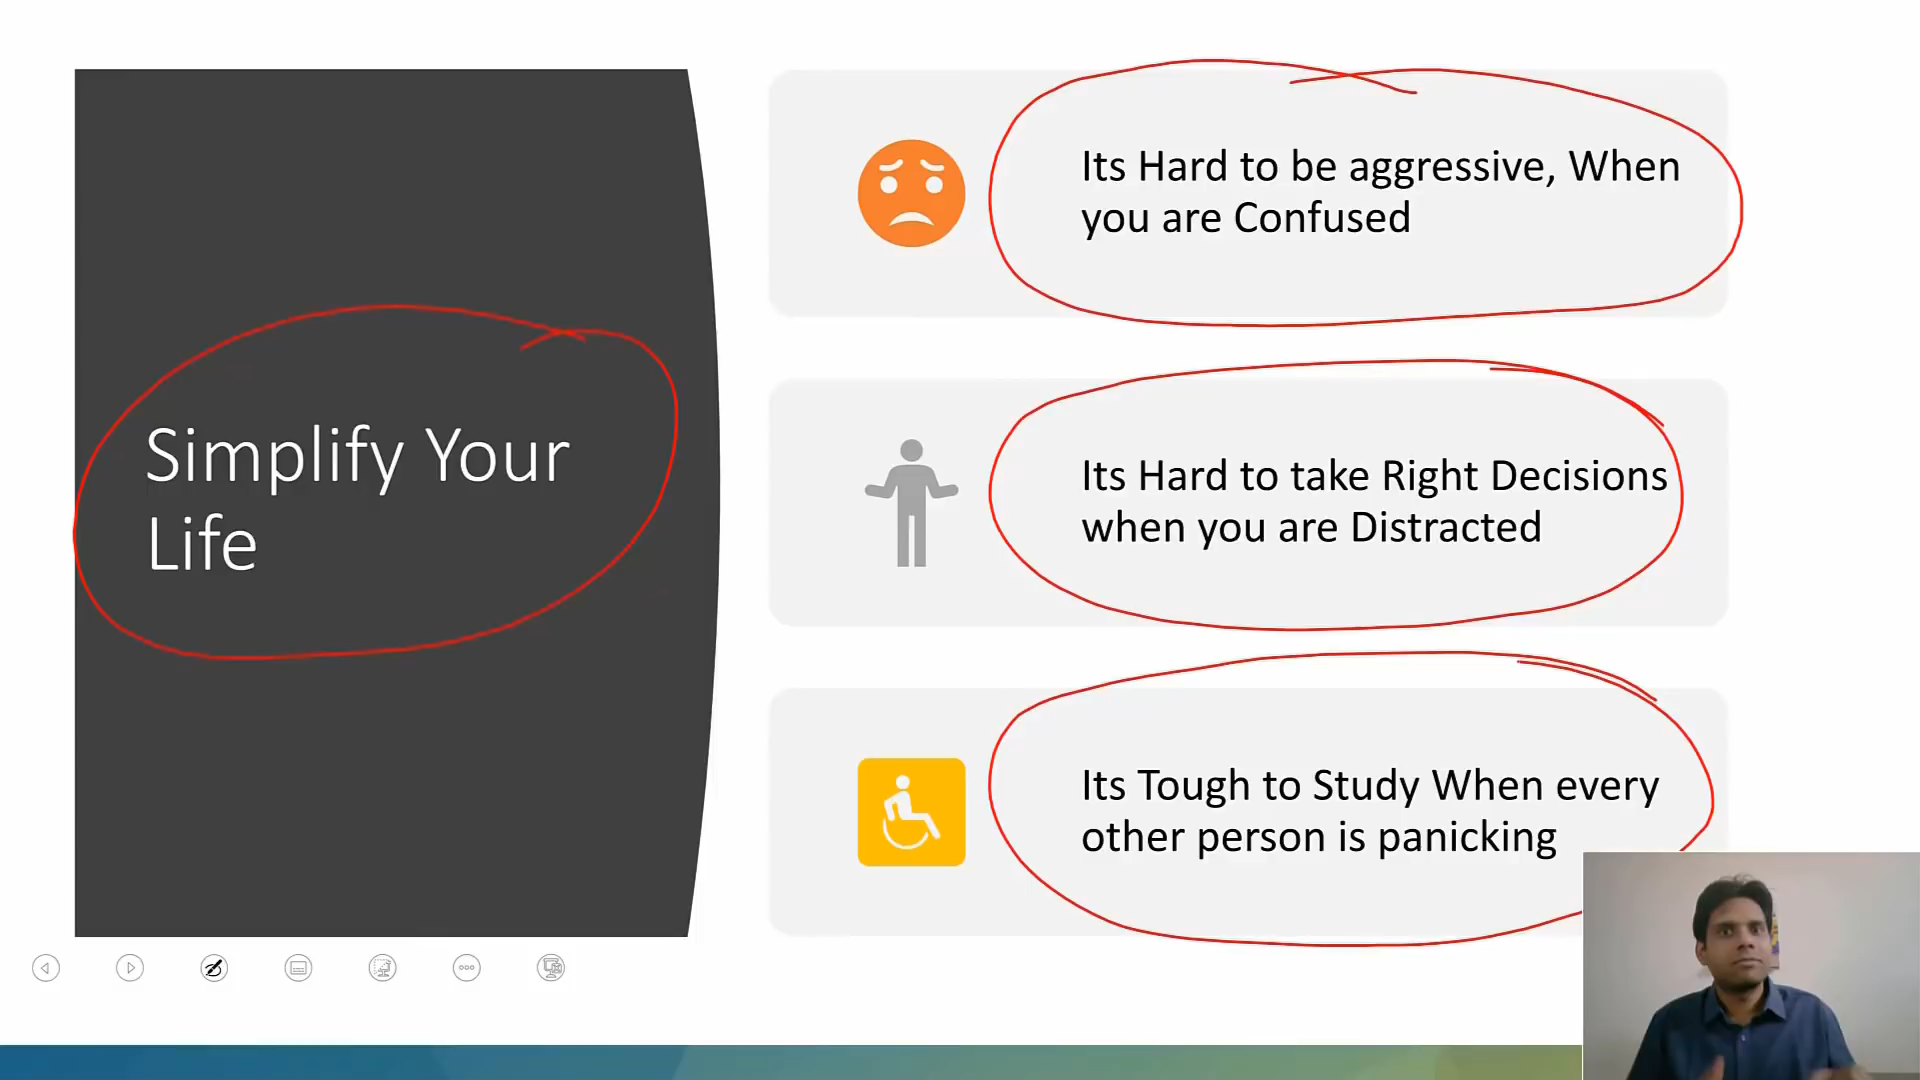 Simplify Your
Life
Its Hard to be aggressive, When
you are Confused
Its Hard to take Right Decisions
when you are Distracted
Its Tough to Study When every
other person is panicking